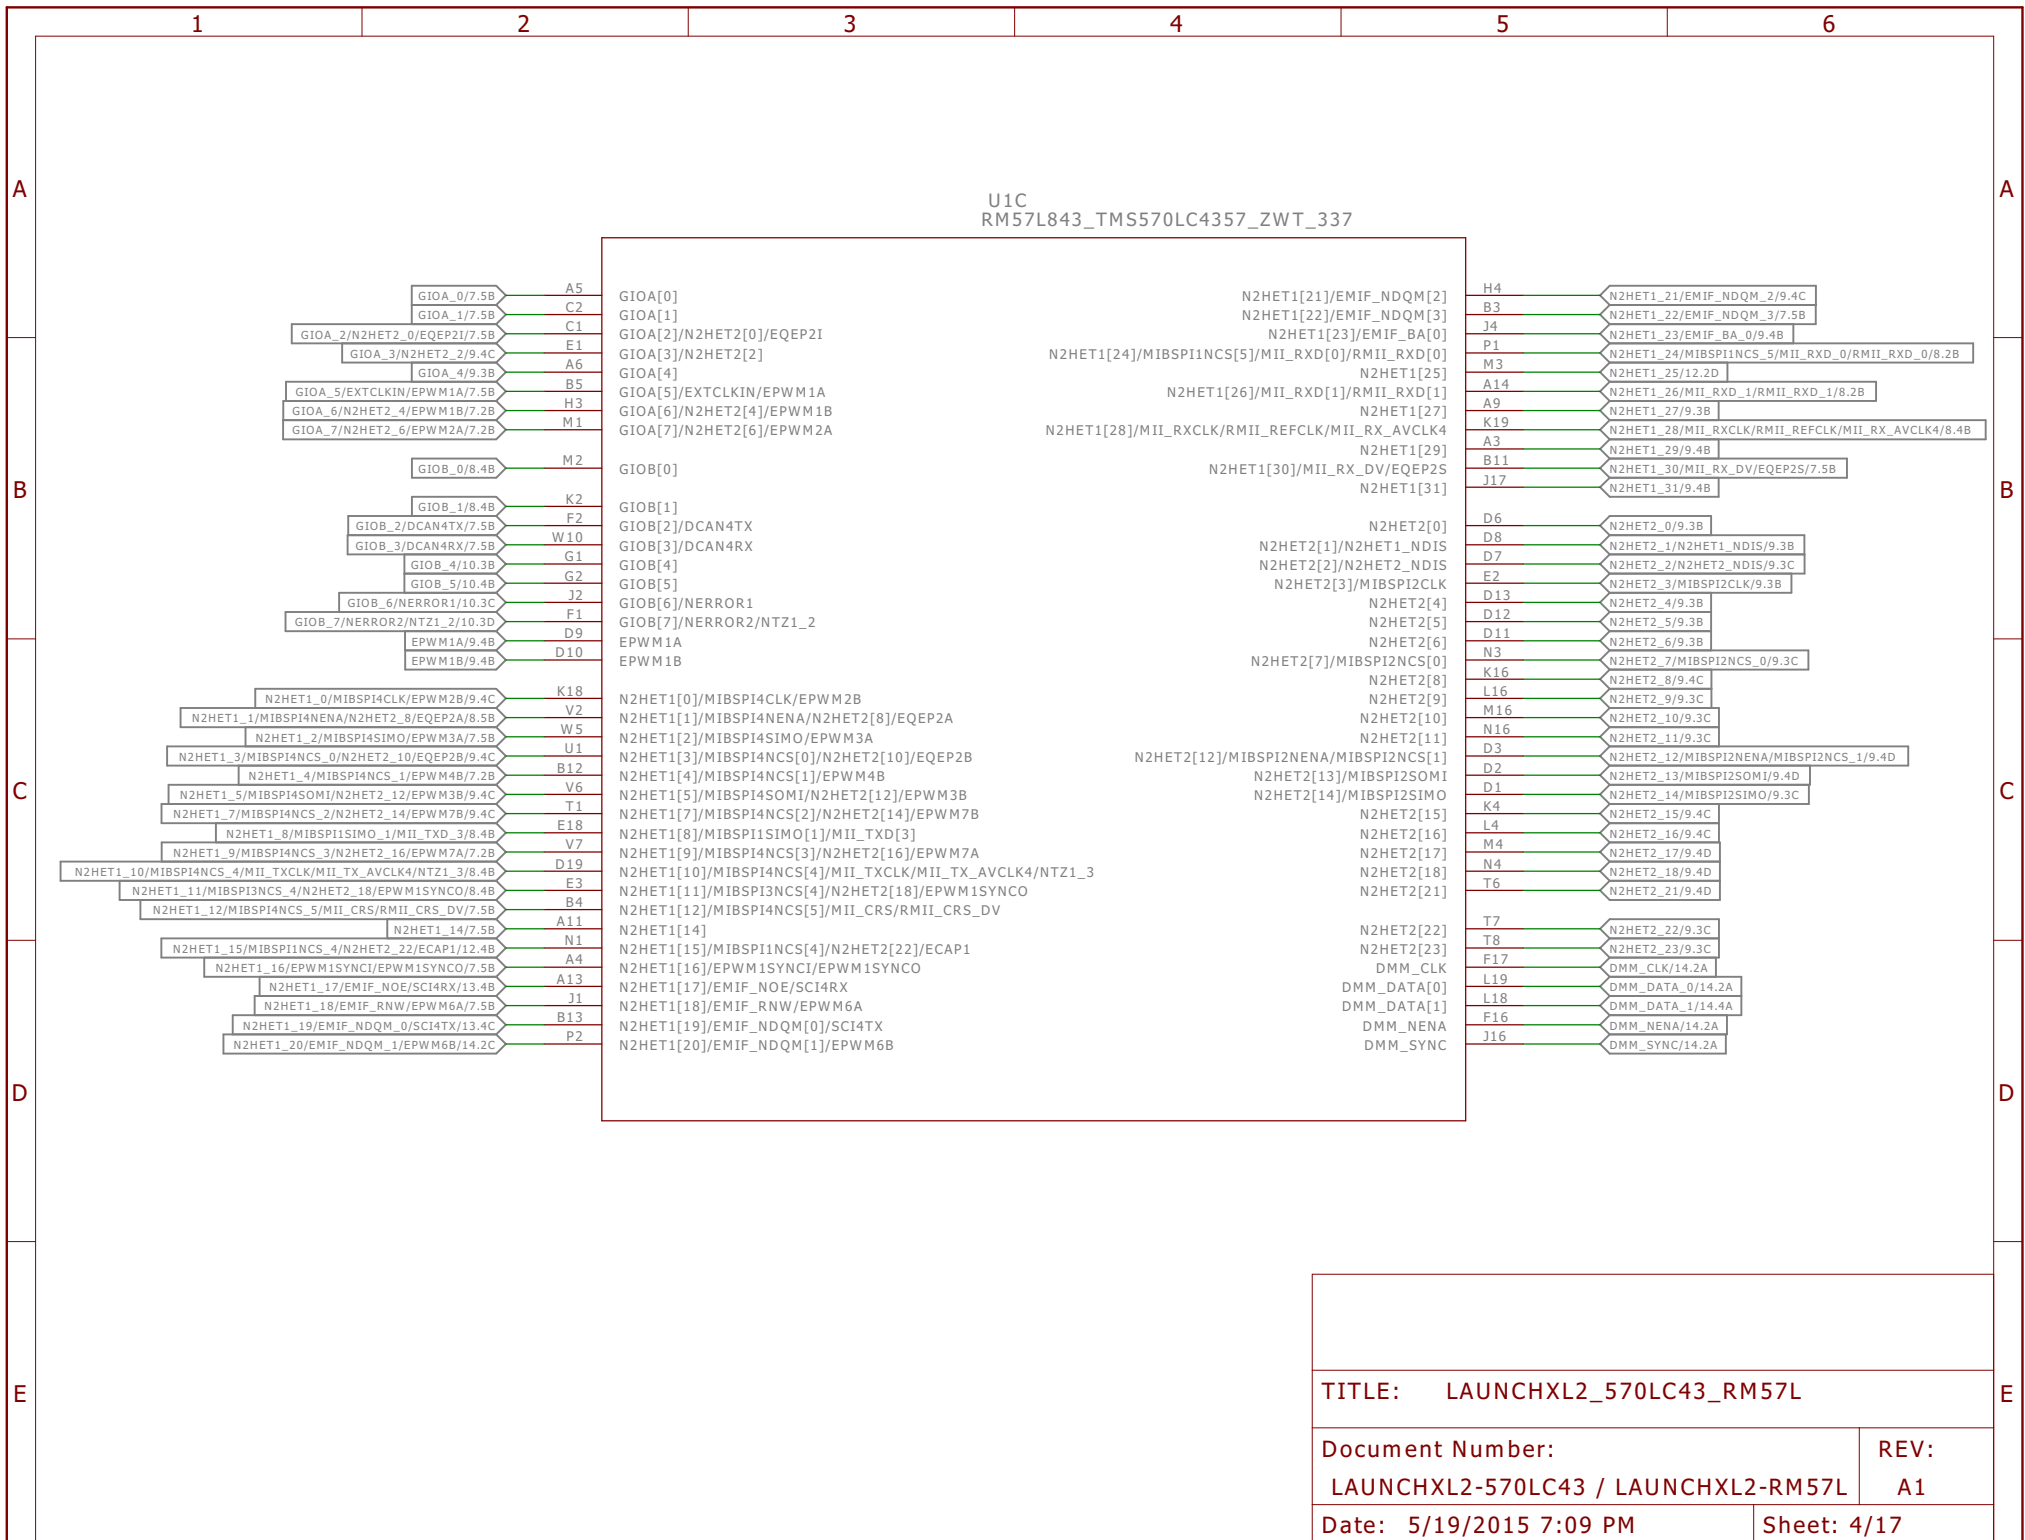 1 2 3 4 5 6
A A
B B
C C
D D
E E
U1C
RM57L843_TMS570LC4357_ZWT_337
GIOA_0/7.5B A5 GIOA[0]
GIOA_1/7.5B C2 GIOA[1]
GIOA_2/N2HET2_0/EQEP2I/7.5B C1 GIOA[2]/N2HET2[0]/EQEP2I
GIOA_3/N2HET2_2/9.4C E1 GIOA[3]/N2HET2[2]
GIOA_4/9.3B A6 GIOA[4]
GIOA_5/EXTCLKIN/EPWM1A/7.5B B5 GIOA[5]/EXTCLKIN/EPWM1A
GIOA_6/N2HET2_4/EPWM1B/7.2B H3 GIOA[6]/N2HET2[4]/EPWM1B
GIOA_7/N2HET2_6/EPWM2A/7.2B M1 GIOA[7]/N2HET2[6]/EPWM2A
GIOB_0/8.4B M2 GIOB[0]
GIOB_1/8.4B K2 GIOB[1]
GIOB_2/DCAN4TX/7.5B F2 GIOB[2]/DCAN4TX
GIOB_3/DCAN4RX/7.5B W10 GIOB[3]/DCAN4RX
GIOB_4/10.3B G1 GIOB[4]
GIOB_5/10.4B G2 GIOB[5]
GIOB_6/NERROR1/10.3C J2 GIOB[6]/NERROR1
GIOB_7/NERROR2/NTZ1_2/10.3D F1 GIOB[7]/NERROR2/NTZ1_2
EPWM1A/9.4B D9 EPWM1A
EPWM1B/9.4B D10 EPWM1B
N2HET1_0/MIBSPI4CLK/EPWM2B/9.4C K18 N2HET1[0]/MIBSPI4CLK/EPWM2B
N2HET1_1/MIBSPI4NENA/N2HET2_8/EQEP2A/8.5B V2 N2HET1[1]/MIBSPI4NENA/N2HET2[8]/EQEP2A
N2HET1_2/MIBSPI4SIMO/EPWM3A/7.5B W5 N2HET1[2]/MIBSPI4SIMO/EPWM3A
N2HET1_3/MIBSPI4NCS_0/N2HET2_10/EQEP2B/9.4C U1 N2HET1[3]/MIBSPI4NCS[0]/N2HET2[10]/EQEP2B
N2HET1_4/MIBSPI4NCS_1/EPWM4B/7.2B B12 N2HET1[4]/MIBSPI4NCS[1]/EPWM4B
N2HET1_5/MIBSPI4SOMI/N2HET2_12/EPWM3B/9.4C V6 N2HET1[5]/MIBSPI4SOMI/N2HET2[12]/EPWM3B
N2HET1_7/MIBSPI4NCS_2/N2HET2_14/EPWM7B/9.4C T1 N2HET1[7]/MIBSPI4NCS[2]/N2HET2[14]/EPWM7B
N2HET1_8/MIBSPI1SIMO_1/MII_TXD_3/8.4B E18 N2HET1[8]/MIBSPI1SIMO[1]/MII_TXD[3]
N2HET1_9/MIBSPI4NCS_3/N2HET2_16/EPWM7A/7.2B V7 N2HET1[9]/MIBSPI4NCS[3]/N2HET2[16]/EPWM7A
N2HET1_10/MIBSPI4NCS_4/MII_TXCLK/MII_TX_AVCLK4/NTZ1_3/8.4B D19 N2HET1[10]/MIBSPI4NCS[4]/MII_TXCLK/MII_TX_AVCLK4/NTZ1_3
N2HET1_11/MIBSPI3NCS_4/N2HET2_18/EPWM1SYNCO/8.4B E3 N2HET1[11]/MIBSPI3NCS[4]/N2HET2[18]/EPWM1SYNCO
N2HET1_12/MIBSPI4NCS_5/MII_CRS/RMII_CRS_DV/7.5B B4 N2HET1[12]/MIBSPI4NCS[5]/MII_CRS/RMII_CRS_DV
N2HET1_14/7.5B A11 N2HET1[14]
N2HET1_15/MIBSPI1NCS_4/N2HET2_22/ECAP1/12.4B N1 N2HET1[15]/MIBSPI1NCS[4]/N2HET2[22]/ECAP1
N2HET1_16/EPWM1SYNCI/EPWM1SYNCO/7.5B A4 N2HET1[16]/EPWM1SYNCI/EPWM1SYNCO
N2HET1_17/EMIF_NOE/SCI4RX/13.4B A13 N2HET1[17]/EMIF_NOE/SCI4RX
N2HET1_18/EMIF_RNW/EPWM6A/7.5B J1 N2HET1[18]/EMIF_RNW/EPWM6A
N2HET1_19/EMIF_NDQM_0/SCI4TX/13.4C B13 N2HET1[19]/EMIF_NDQM[0]/SCI4TX
N2HET1_20/EMIF_NDQM_1/EPWM6B/14.2C P2 N2HET1[20]/EMIF_NDQM[1]/EPWM6B
N2HET1[21]/EMIF_NDQM[2] H4 N2HET1_21/EMIF_NDQM_2/9.4C
N2HET1[22]/EMIF_NDQM[3] B3 N2HET1_22/EMIF_NDQM_3/7.5B
N2HET1[23]/EMIF_BA[0] J4 N2HET1_23/EMIF_BA_0/9.4B
N2HET1[24]/MIBSPI1NCS[5]/MII_RXD[0]/RMII_RXD[0] P1 N2HET1_24/MIBSPI1NCS_5/MII_RXD_0/RMII_RXD_0/8.2B
N2HET1[25] M3 N2HET1_25/12.2D
N2HET1[26]/MII_RXD[1]/RMII_RXD[1] A14 N2HET1_26/MII_RXD_1/RMII_RXD_1/8.2B
N2HET1[27] A9 N2HET1_27/9.3B
N2HET1[28]/MII_RXCLK/RMII_REFCLK/MII_RX_AVCLK4 K19 N2HET1_28/MII_RXCLK/RMII_REFCLK/MII_RX_AVCLK4/8.4B
N2HET1[29] A3 N2HET1_29/9.4B
N2HET1[30]/MII_RX_DV/EQEP2S B11 N2HET1_30/MII_RX_DV/EQEP2S/7.5B
N2HET1[31] J17 N2HET1_31/9.4B
N2HET2[0] D6 N2HET2_0/9.3B
N2HET2[1]/N2HET1_NDIS D8 N2HET2_1/N2HET1_NDIS/9.3B
N2HET2[2]/N2HET2_NDIS D7 N2HET2_2/N2HET2_NDIS/9.3C
N2HET2[3]/MIBSPI2CLK E2 N2HET2_3/MIBSPI2CLK/9.3B
N2HET2[4] D13 N2HET2_4/9.3B
N2HET2[5] D12 N2HET2_5/9.3B
N2HET2[6] D11 N2HET2_6/9.3B
N2HET2[7]/MIBSPI2NCS[0] N3 N2HET2_7/MIBSPI2NCS_0/9.3C
N2HET2[8] K16 N2HET2_8/9.4C
N2HET2[9] L16 N2HET2_9/9.3C
N2HET2[10] M16 N2HET2_10/9.3C
N2HET2[11] N16 N2HET2_11/9.3C
N2HET2[12]/MIBSPI2NENA/MIBSPI2NCS[1] D3 N2HET2_12/MIBSPI2NENA/MIBSPI2NCS_1/9.4D
N2HET2[13]/MIBSPI2SOMI D2 N2HET2_13/MIBSPI2SOMI/9.4D
N2HET2[14]/MIBSPI2SIMO D1 N2HET2_14/MIBSPI2SIMO/9.3C
N2HET2[15] K4 N2HET2_15/9.4C
N2HET2[16] L4 N2HET2_16/9.4C
N2HET2[17] M4 N2HET2_17/9.4D
N2HET2[18] N4 N2HET2_18/9.4D
N2HET2[21] T6 N2HET2_21/9.4D
N2HET2[22] T7 N2HET2_22/9.3C
N2HET2[23] T8 N2HET2_23/9.3C
DMM_CLK F17 DMM_CLK/14.2A
DMM_DATA[0] L19 DMM_DATA_0/14.2A
DMM_DATA[1] L18 DMM_DATA_1/14.4A
DMM_NENA F16 DMM_NENA/14.2A
DMM_SYNC J16 DMM_SYNC/14.2A
TITLE: LAUNCHXL2_570LC43_RM57L
Document Number: REV:
LAUNCHXL2-570LC43 / LAUNCHXL2-RM57L A1
Date: 5/19/2015 7:09 PM Sheet: 4/17